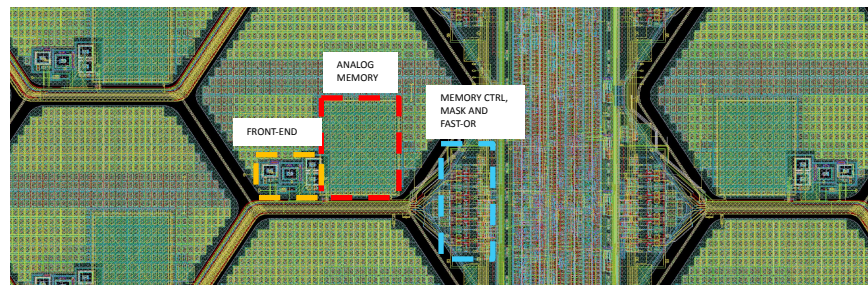 ANALOG
MEMORY
MEMORY CTRL,
MASK AND
FAST-OR
FRONT-END